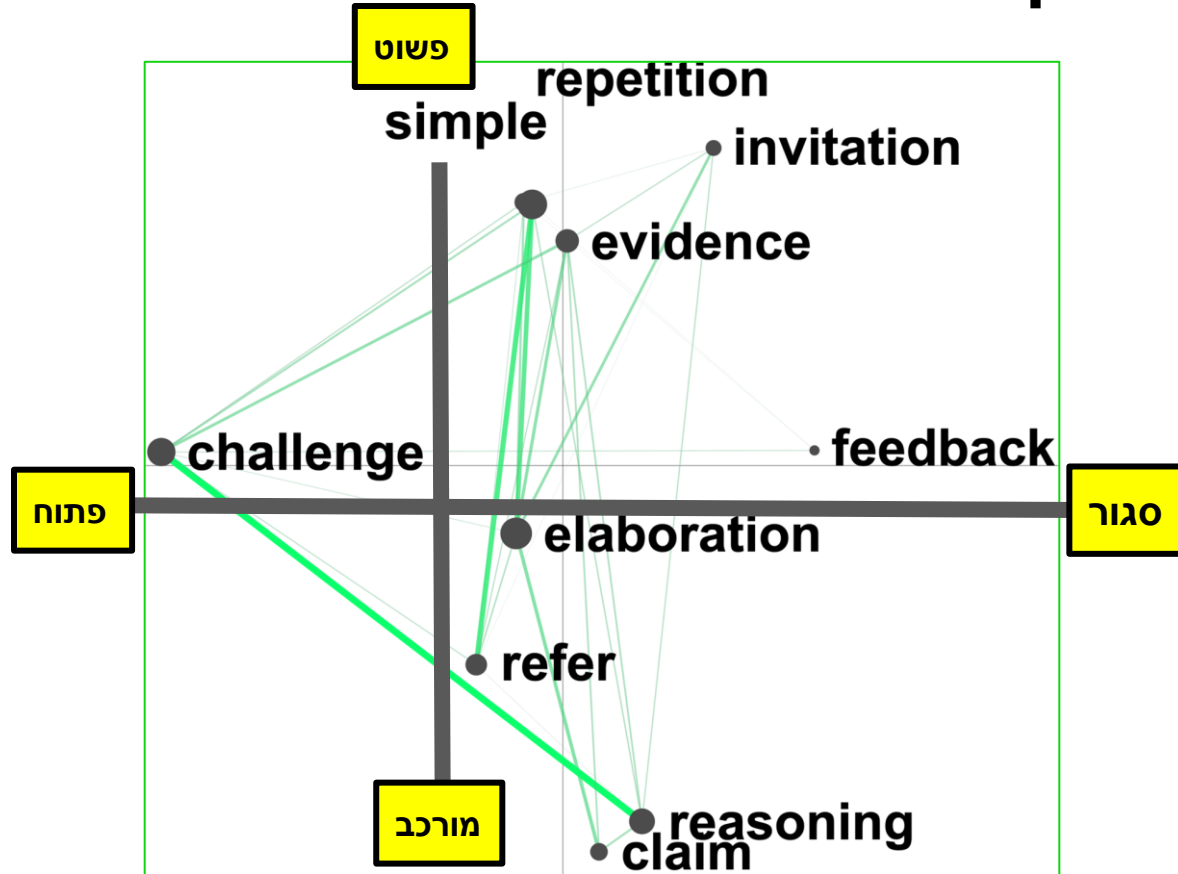 פשוט
repetition
simple
invitation
evidence
challenge
feedback
פתוח
סגור
elaboration
refer
מורכב
reasoning
claim